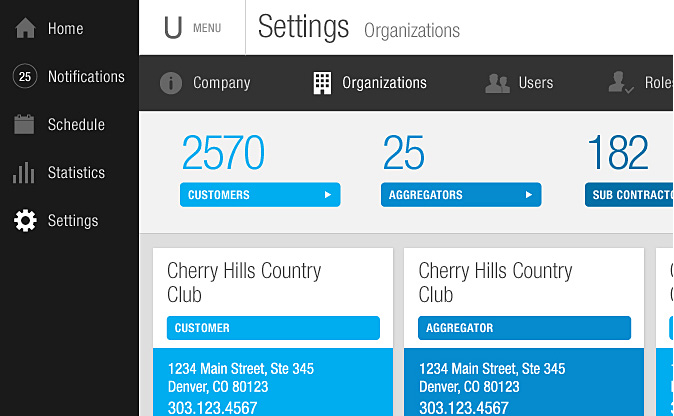 Home
25 Notifications
Schedule
Statistics
Settings
U MENU
Settings Organizations
Company Organizations Users
2570 25 182
CUSTOMERS AGGREGATORS SUB
Cherry Hills Country
Club
CUSTOMER
1234 Main Street, Ste 345
Denver, CO 80123
303.123.4567
Cherry Hills Country
Club
AGGREGATOR
1234 Main Street, Ste 345
Denver, CO 80123
303.123.4567